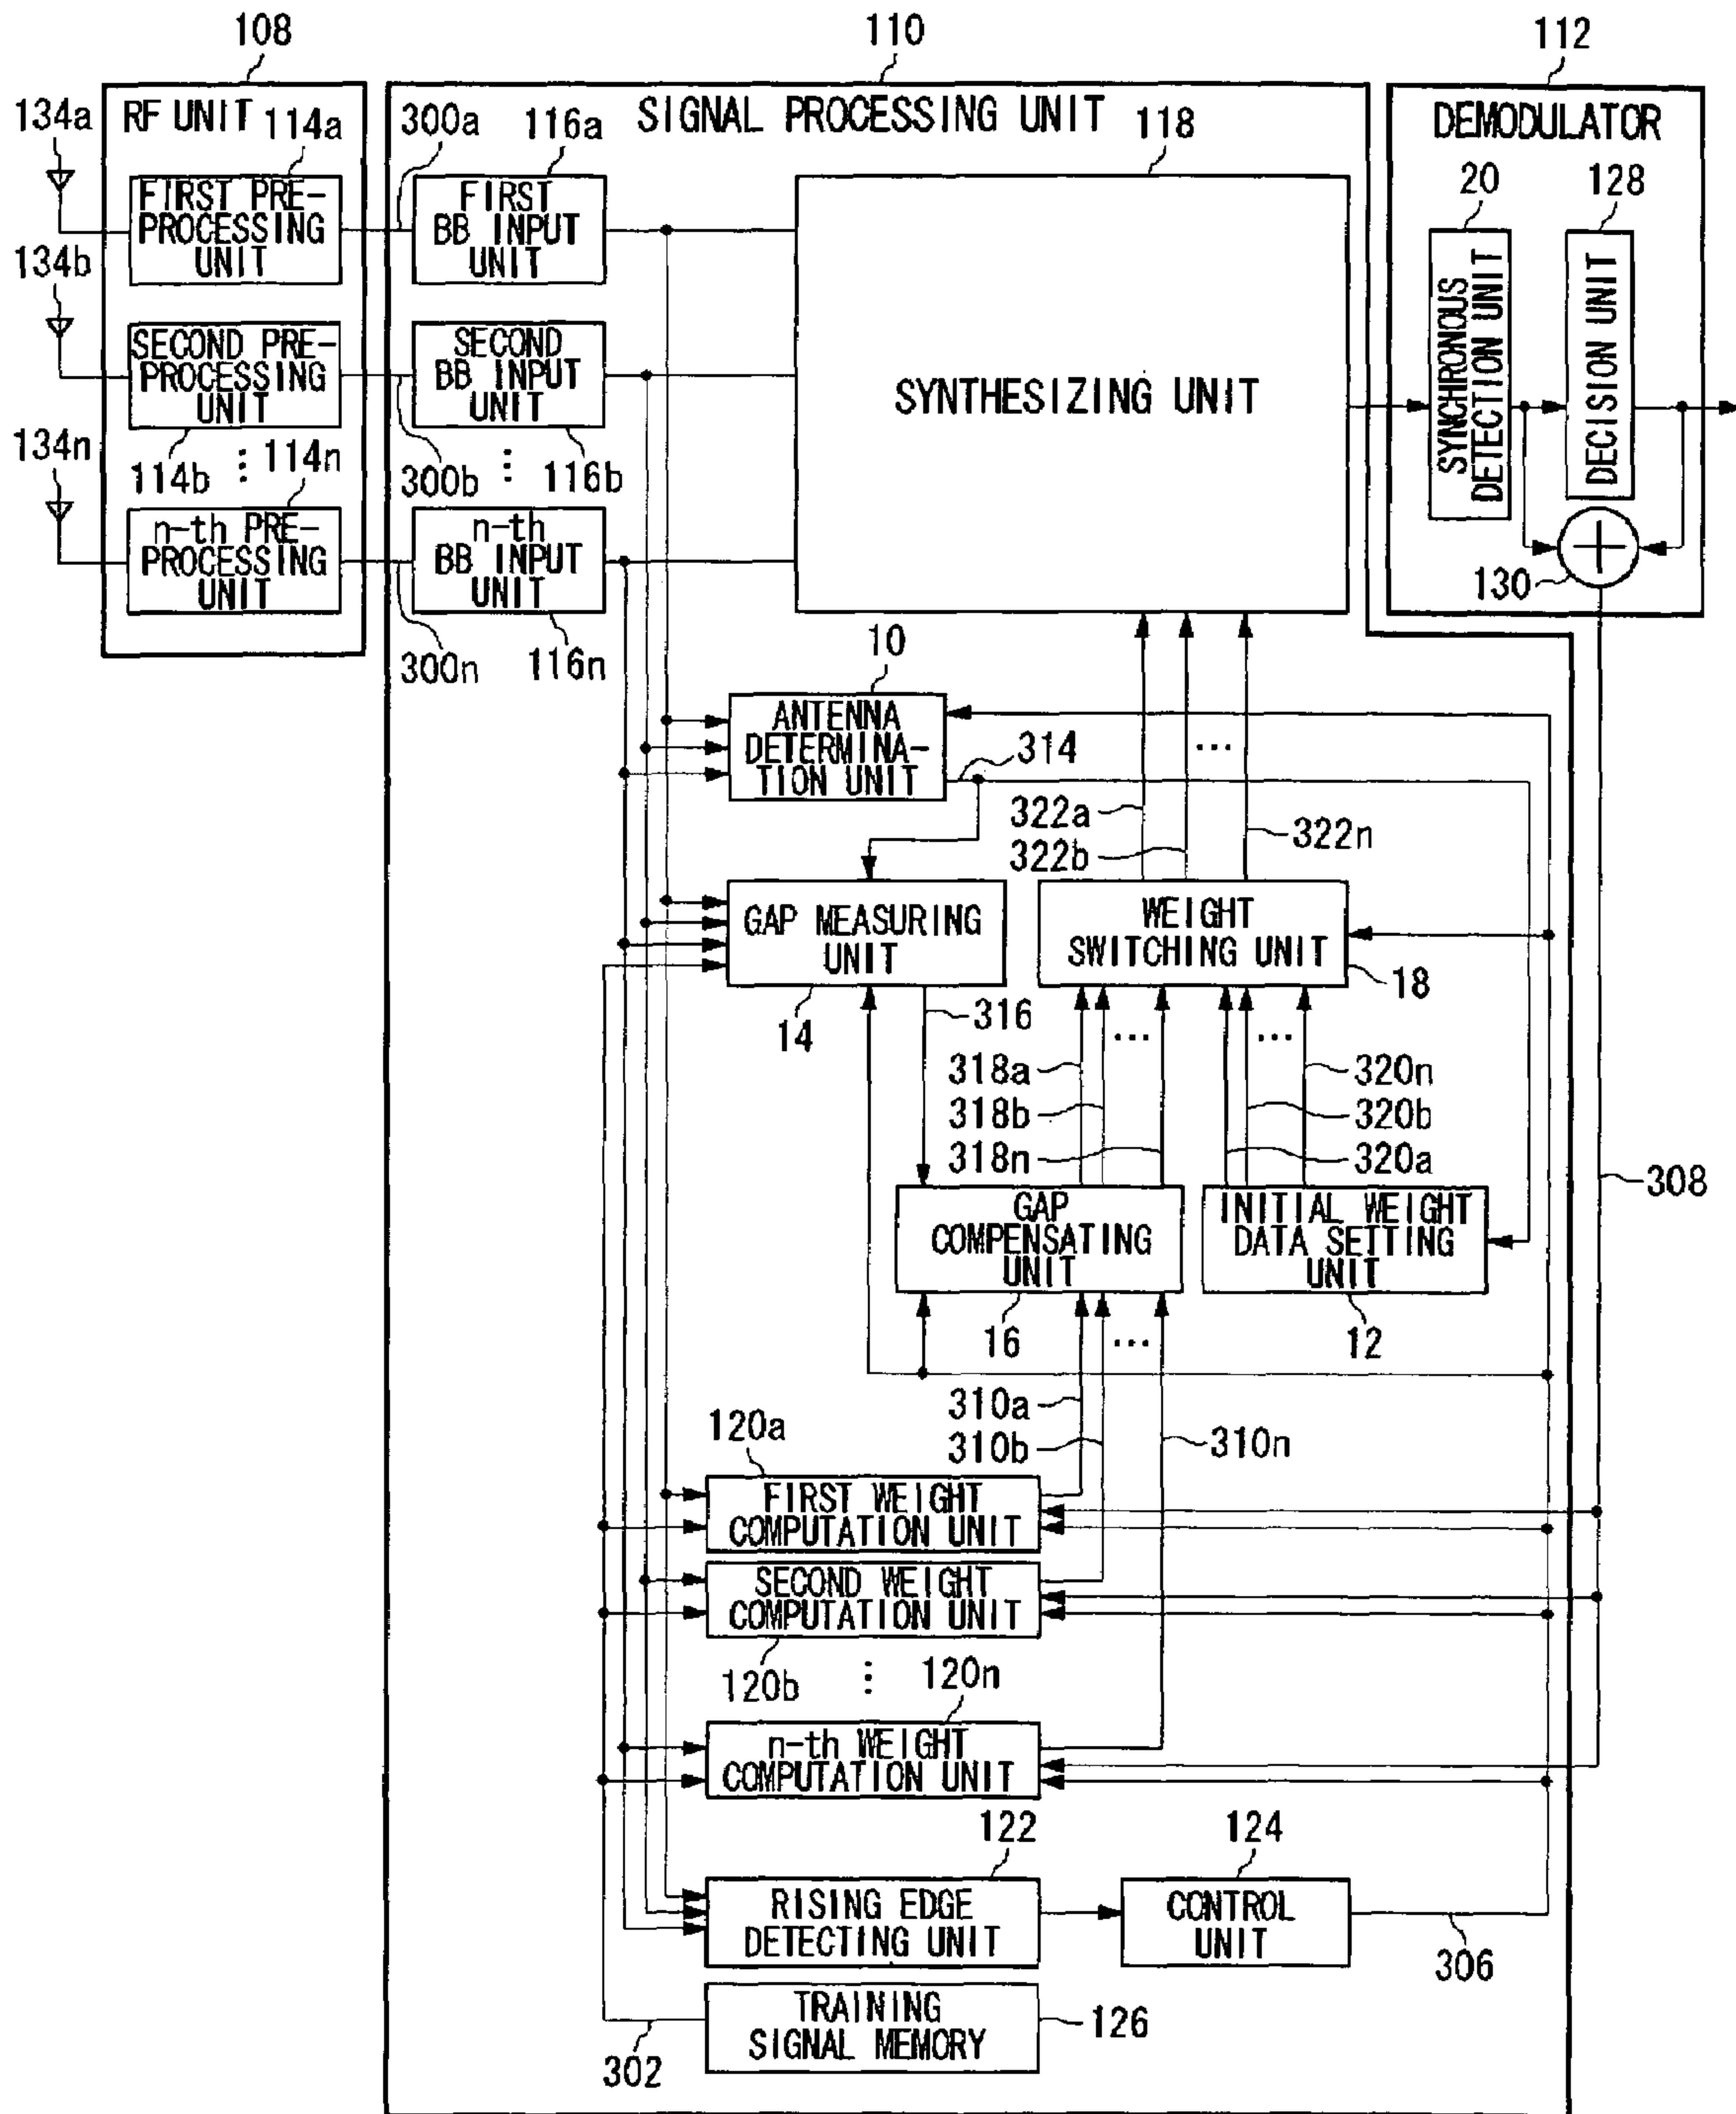 108
110
112
134a
RF UNIT
114a
300a
116a
SIGNAL PROCESSING UNIT
118
DEMODULATOR
FIRST PRE-
PROCESSING
UNIT
FIRST
BB INPUT
UNIT
20
128
134b
SECOND PRE-
PROCESSING
UNIT
SECOND
BB INPUT
UNIT
SYNTHESIZING UNIT
SYNCHRONOUS
DETECTION UNIT
DECISION UNIT
134n
114b
⋮
114n
300b
⋮
116b
n-th PRE-
PROCESSING
UNIT
n-th
BB INPUT
UNIT
130
300n
116n
10
ANTENNA
DETERMINA-
TION UNIT
314
...
322a
322b
322n
GAP MEASURING
UNIT
WEIGHT
SWITCHING UNIT
14
316
18
...
...
318a
318b
318n
320n
320b
320a
308
GAP
COMPENSATING
UNIT
INITIAL WEIGHT
DATA SETTING
UNIT
16
...
12
310a
310b
310n
120a
FIRST WEIGHT
COMPUTATION UNIT
SECOND WEIGHT
COMPUTATION UNIT
120b
⋮
120n
n-th WEIGHT
COMPUTATION UNIT
122
124
RISING EDGE
DETECTING UNIT
CONTROL
UNIT
306
TRAINING
SIGNAL MEMORY
126
302